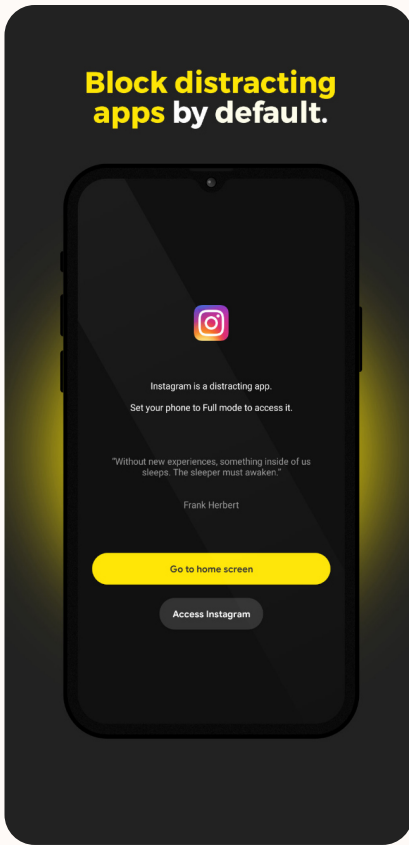 Block distracting
apps by default.
Instagram is a distracting app.
Set your phone to Full mode to access it.
“Without new experiences, something inside of us
sleeps. The sleeper must awaken.”
Frank Herbert
Go to home screen
Access Instagram